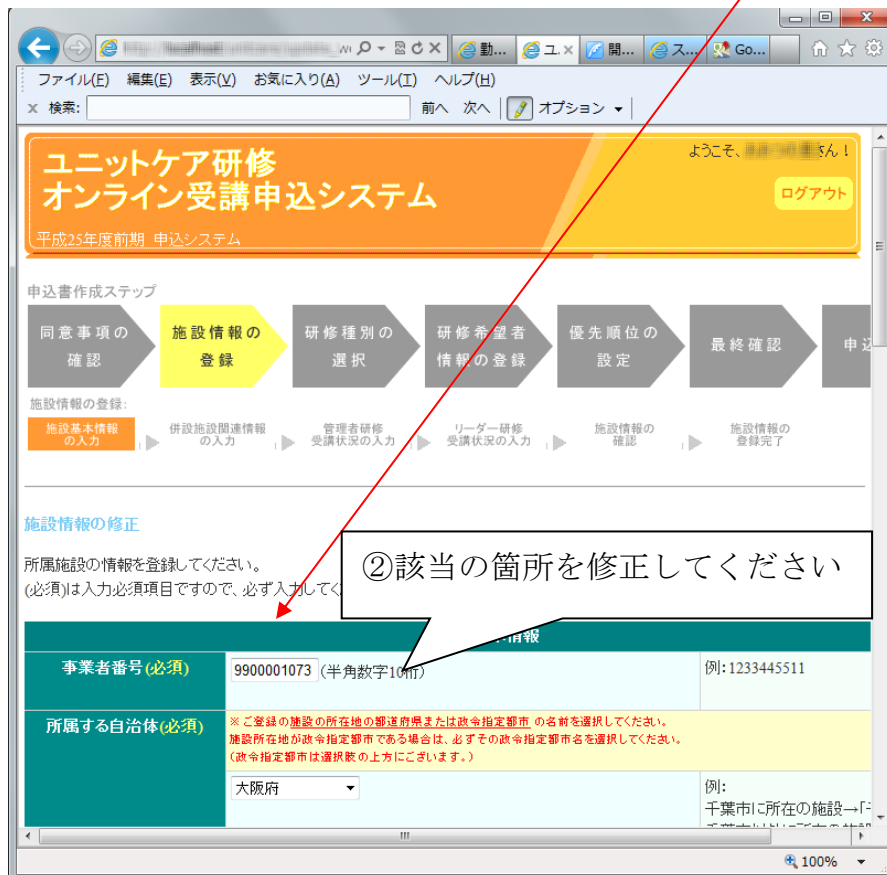 勤...
ユ.
開...
ス...
Go...
ファイル(F) 編集(E) 表示(V) お気に入り(A) ツール(T) ヘルプ(H)
x 検索: 前へ 次へ オプション
ユニットケア研修
オンライン受講申込システム
平成25年度前期 申込システム
ようこそ、 さん！
ログアウト
申込書作成ステップ
同意事項の
確認
施設情報の
登録
研修種別の
選択
研修希望者
情報の登録
優先順位の
設定
最終確認
申込
施設情報の登録:
施設基本情報
の入力
併設施設関連情報
の入力
管理者研修
受講状況の入力
リーダー研修
受講状況の入力
施設情報の
確認
施設情報の
登録完了
施設情報の修正
所属施設の情報を登録してください。
(必須)は入力必須項目ですので、必ず入力してく
②該当の箇所を修正してください
情報
事業者番号(必須) 9900001073 (半角数字10桁) 例:1233445511
所属する自治体(必須)
※ご登録の施設の所在地の都道府県または政令指定都市 の名前を選択してください。
施設所在地が政令指定都市である場合は、必ずその政令指定都市名を選択してください。
(政令指定都市は選択肢の上方にございます。)
大阪府
例:
千葉市に所在の施設→「
100%